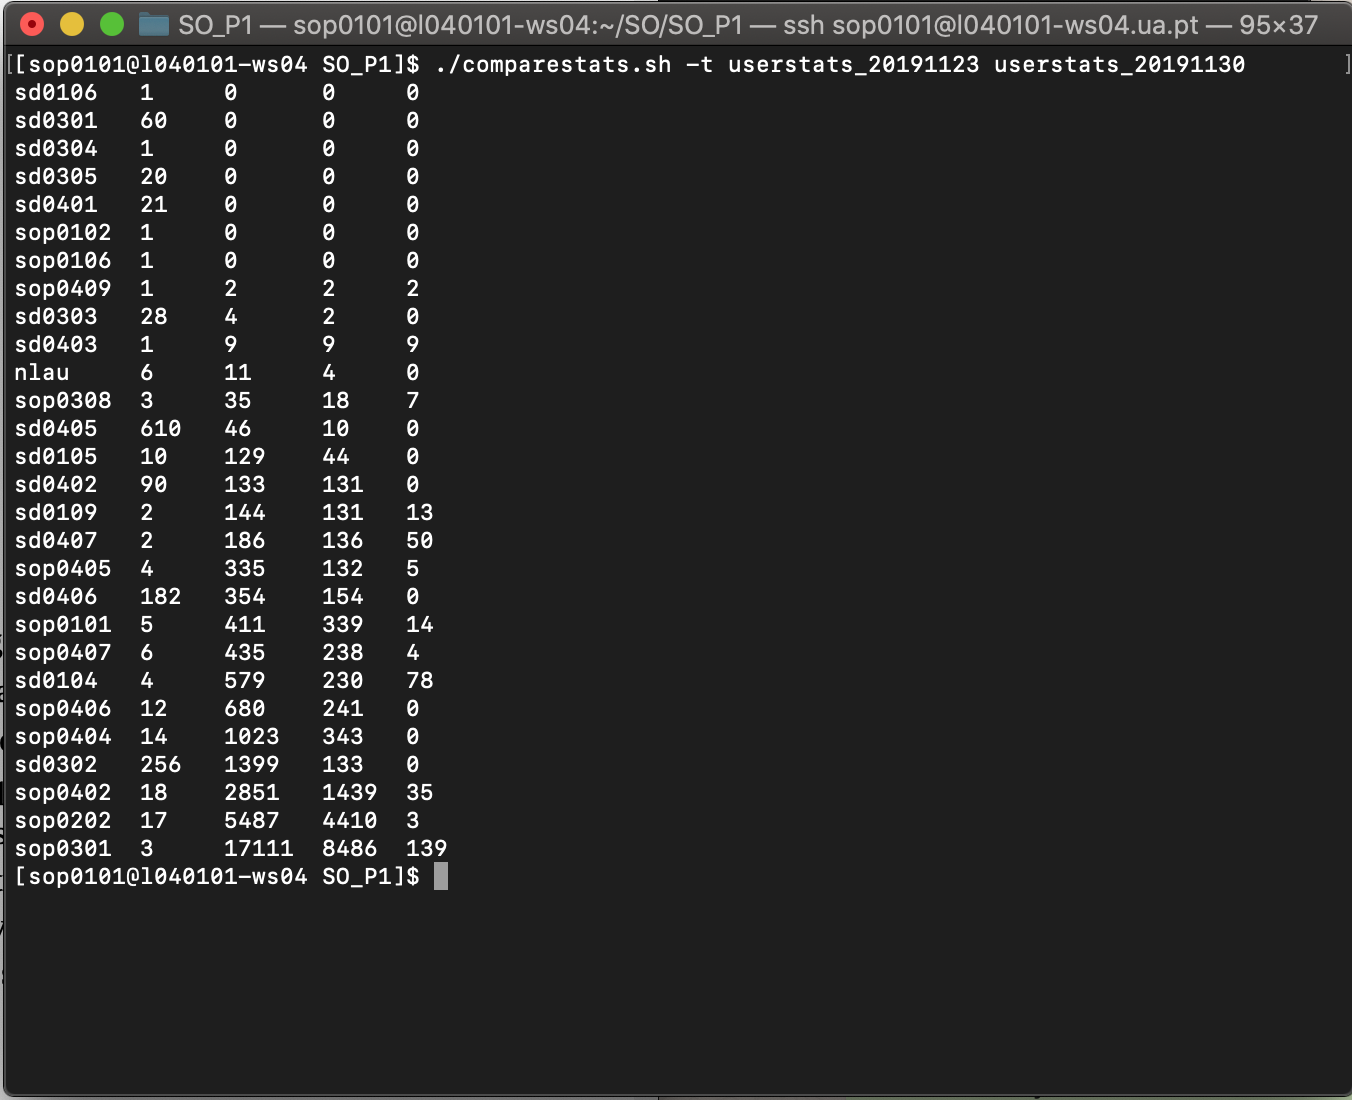 SO_P1 — sop0101@l040101-ws04:~/SO/SO_P1 — ssh sop0101@l040101-ws04.ua.pt — 95×37
[[sop0101@l040101-ws04 SO_P1]$ ./comparestats.sh -t userstats_20191123 userstats_20191130 ]
sd0106 1 0 0 0
sd0301 60 0 0 0
sd0304 1 0 0 0
sd0305 20 0 0 0
sd0401 21 0 0 0
sop0102 1 0 0 0
sop0106 1 0 0 0
sop0409 1 2 2 2
sd0303 28 4 2 0
sd0403 1 9 9 9
nlau 6 11 4 0
sop0308 3 35 18 7
sd0405 610 46 10 0
sd0105 10 129 44 0
sd0402 90 133 131 0
sd0109 2 144 131 13
sd0407 2 186 136 50
sop0405 4 335 132 5
sd0406 182 354 154 0
sop0101 5 411 339 14
sop0407 6 435 238 4
sd0104 4 579 230 78
sop0406 12 680 241 0
sop0404 14 1023 343 0
sd0302 256 1399 133 0
sop0402 18 2851 1439 35
sop0202 17 5487 4410 3
sop0301 3 17111 8486 139
[sop0101@l040101-ws04 SO_P1]$